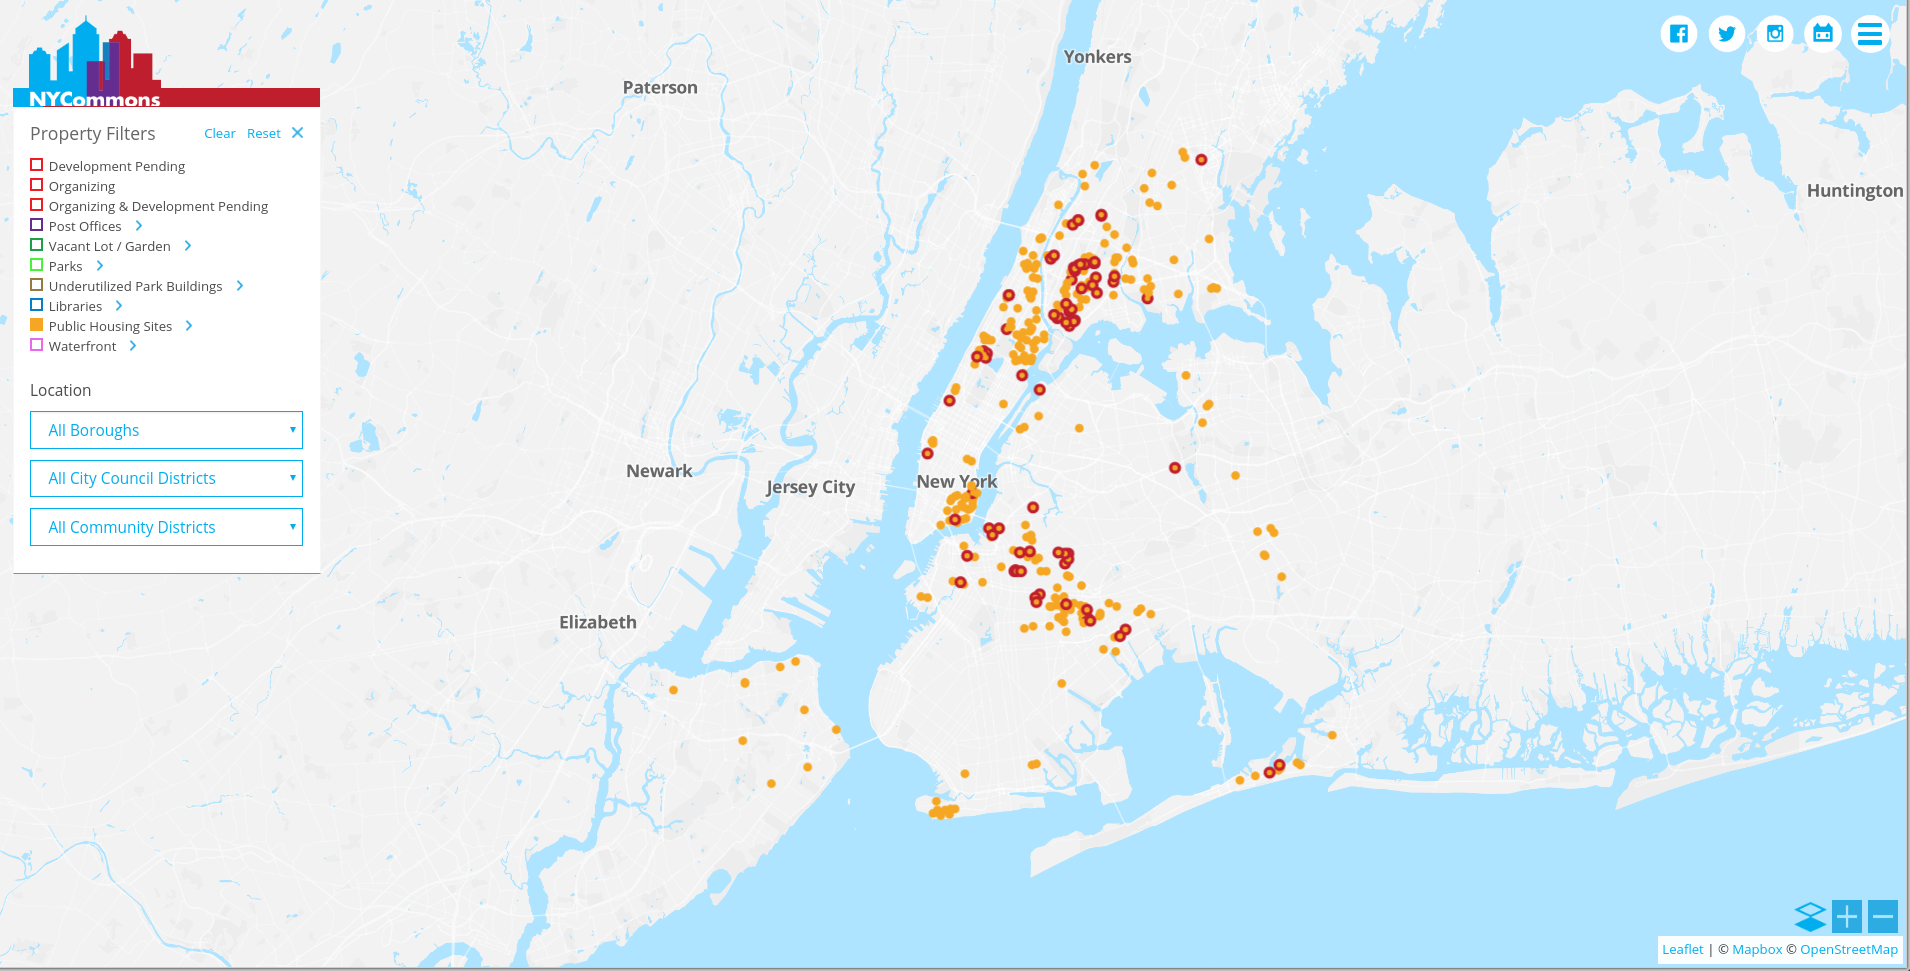 NYCommons
Property Filters
Clear
Reset
Development Pending
Organizing
Organizing & Development Pending
Post Offices
Vacant Lot / Garden
Parks
Underutilized Park Buildings
Libraries
Public Housing Sites
Waterfront
Location
All Boroughs
All City Council Districts
All Community Districts
Yonkers
Paterson
Huntington
Newark
Jersey City
New York
Elizabeth
Leaflet | © Mapbox © OpenStreetMap